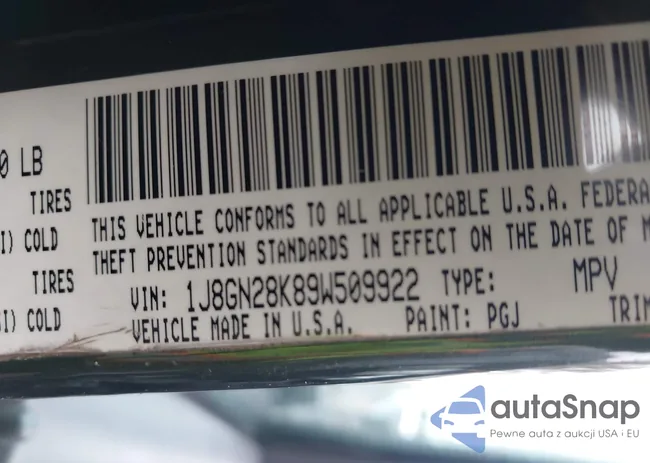 0 LB
TIRES
THIS VEHICLE CONFORMS TO ALL APPLICABLE U.S.A. FEDERA
I) COLD
THEFT PREVENTION STANDARDS IN EFFECT ON THE DATE OF M
TIRES
VIN: 1J8GN28K89W509922 TYPE: MPV
SI) COLD
VEHICLE MADE IN U.S.A. PAINT: PGJ TRIM
autaSnap
Pewne auta z aukcji USA i EU